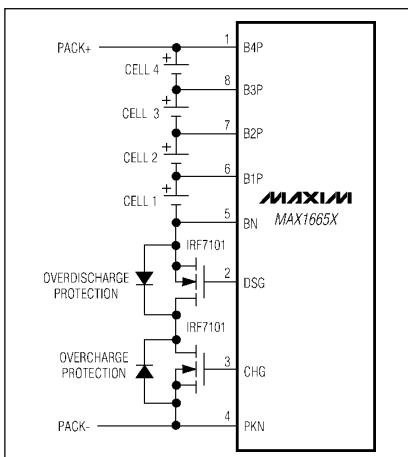 PACK+ 1 B4P
+
CELL 4
8 B3P
+
CELL 3
7 B2P
+
CELL 2
6 B1P
+
CELL 1
MAXIM
MAX1665X
5 BN
IRF7101
OVERDISCHARGE
PROTECTION
2 DSG
IRF7101
OVERCHARGE
PROTECTION
3 CHG
PACK- 4 PKN